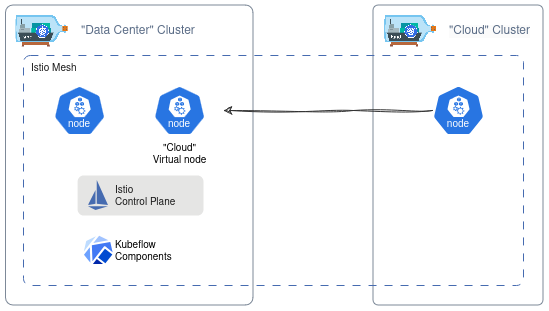 "Data Center" Cluster
"Cloud" Cluster
Istio Mesh
node
node
node
"Cloud"
Virtual node
Istio
Control Plane
Kubeflow
Components